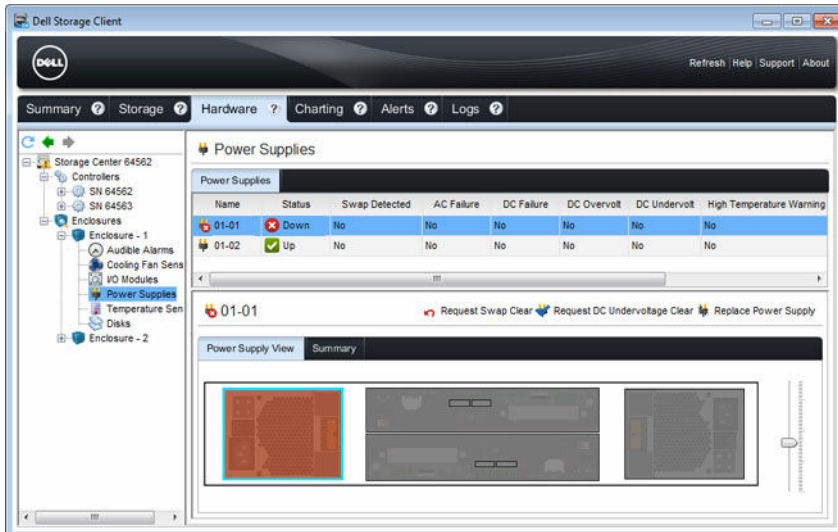 Dell Storage Client
DELL
Refresh Help Support About
Summary ? Storage ? Hardware ? Charting ? Alerts ? Logs ?
Storage Center 64562
Controllers
SN 64562
SN 64563
Enclosures
Enclosure - 1
Audible Alarms
Cooling Fan Sens
I/O Modules
Power Supplies
Temperature Sen
Disks
Enclosure - 2
Power Supplies
Power Supplies
Name Status Swap Detected AC Failure DC Failure DC Overvolt DC Undervolt High Temperature Warning
01-01 Down No No No No No No
01-02 Up No No No No No No
01-01 Request Swap Clear Request DC Undervoltage Clear Replace Power Supply
Power Supply View Summary